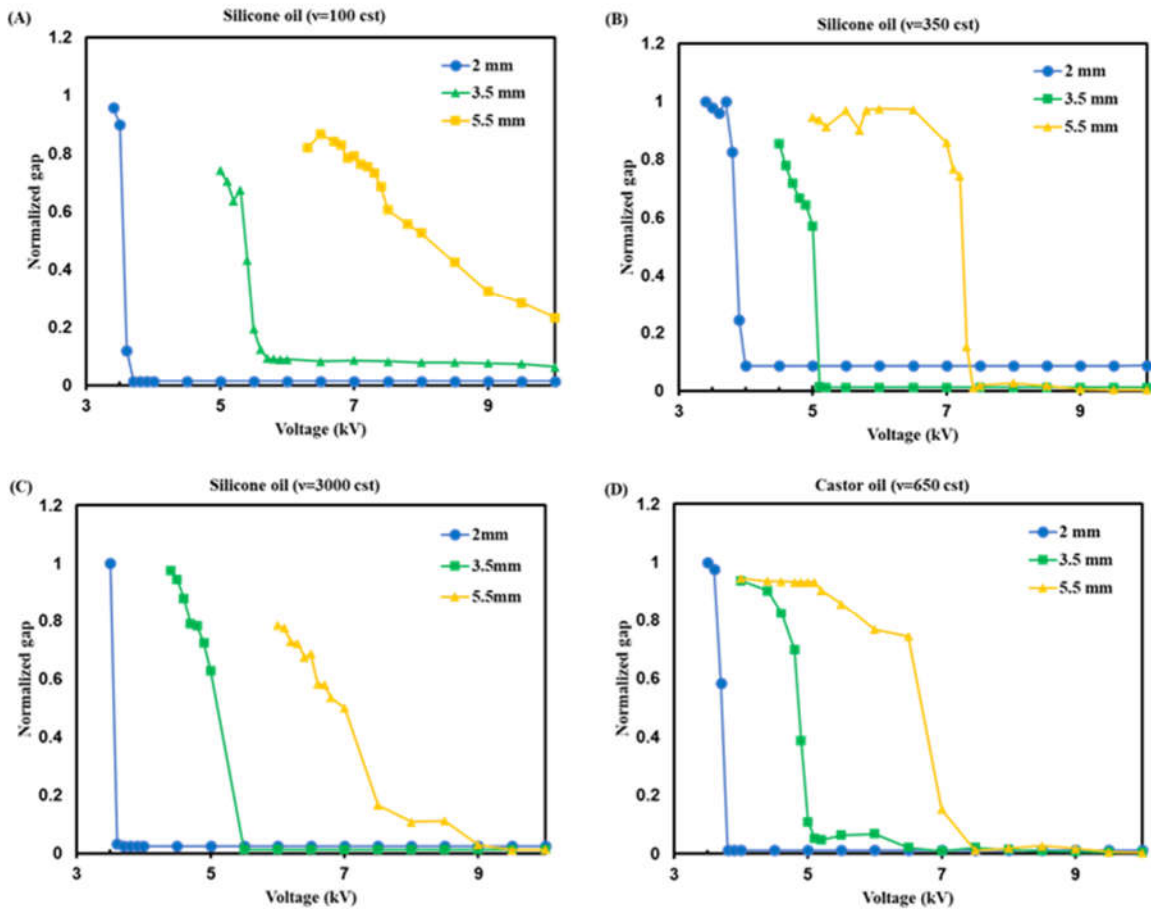 (A)
Silicone oil (ν=100 cst)
1.2
1
0.8
0.6
0.4
0.2
0
Normalized gap
2 mm
3.5 mm
5.5 mm
3 5 7 9
Voltage (kV)
(B)
Silicone oil (ν=350 cst)
1.2
1
0.8
0.6
0.4
0.2
0
Normalized gap
2 mm
3.5 mm
5.5 mm
3 5 7 9
Voltage (kV)
(C)
Silicone oil (ν=3000 cst)
1.2
1
0.8
0.6
0.4
0.2
0
Normalized gap
2mm
3.5mm
5.5mm
3 5 7 9
Voltage (kV)
(D)
Castor oil (ν=650 cst)
1.2
1
0.8
0.6
0.4
0.2
0
Normalized gap
2 mm
3.5 mm
5.5 mm
3 5 7 9
Voltage (kV)